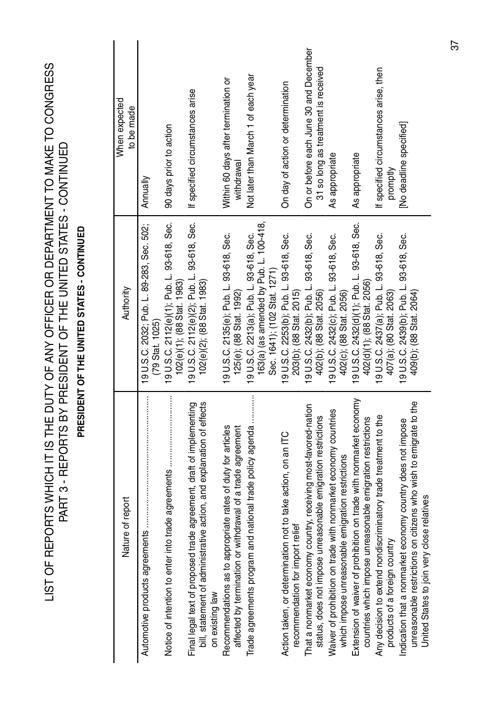 LIST OF REPORTS WHICH IT IS THE DUTY OF ANY OFFICER OR DEPARTMENT TO MAKE TO CONGRESS
PART 3 - REPORTS BY PRESIDENT OF THE UNITED STATES - CONTINUED
PRESIDENT OF THE UNITED STATES - CONTINUED
Nature of report
Authority
When expected
to be made
Automotive products agreements
19 U.S.C. 2032; Pub. L. 89-283, Sec. 502;
(79 Stat. 1025)
Annually
Notice of intention to enter into trade agreements
19 U.S.C. 2112(e)(1); Pub. L. 93-618, Sec.
102(e)(1); (88 Stat. 1983)
90 days prior to action
Final legal text of proposed trade agreement, draft of implementing
bill, statement of administrative action, and explanation of effects
on existing law
19 U.S.C. 2112(e)(2); Pub. L. 93-618, Sec.
102(e)(2); (88 Stat. 1983)
If specified circumstances arise
Recommendations as to appropriate rates of duty for articles
affected by termination or withdrawal of a trade agreement
19 U.S.C. 2135(e); Pub. L. 93-618, Sec.
125(e); (88 Stat. 1992)
Within 60 days after termination or
withdrawal
Trade agreements program and national trade policy agenda
19 U.S.C. 2213(a); Pub. L. 93-618, Sec.
163(a) (as amended by Pub. L. 100-418,
Sec. 1641); (102 Stat. 1271)
Not later than March 1 of each year
Action taken, or determination not to take action, on an ITC
recommendation for import relief
19 U.S.C. 2253(b); Pub. L. 93-618, Sec.
203(b); (88 Stat. 2015)
On day of action or determination
That a nonmarket economy country, receiving most-favored-nation
status, does not impose unreasonable emigration restrictions
19 U.S.C. 2432(b); Pub. L. 93-618, Sec.
402(b); (88 Stat. 2056)
On or before each June 30 and December
31 so long as treatment is received
Waiver of prohibition on trade with nonmarket economy countries
which impose unreasonable emigration restrictions
19 U.S.C. 2432(c); Pub. L. 93-618, Sec.
402(c); (88 Stat. 2056)
As appropriate
Extension of waiver of prohibition on trade with nonmarket economy
countries which impose unreasonable emigration restrictions
19 U.S.C. 2432(d)(1); Pub. L. 93-618, Sec.
402(d)(1); (88 Stat. 2056)
As appropriate
Any decision to extend nondiscriminatory trade treatment to the
products of a foreign country
19 U.S.C. 2437(a); Pub. L. 93-618, Sec.
407(a); (80 Stat. 2063)
If specified circumstances arise, then
promptly
Indication that a nonmarket economy country does not impose
unreasonable restrictions on citizens who wish to emigrate to the
United States to join very close relatives
19 U.S.C. 2439(b); Pub. L. 93-618, Sec.
409(b); (88 Stat. 2064)
[No deadline specified]
37